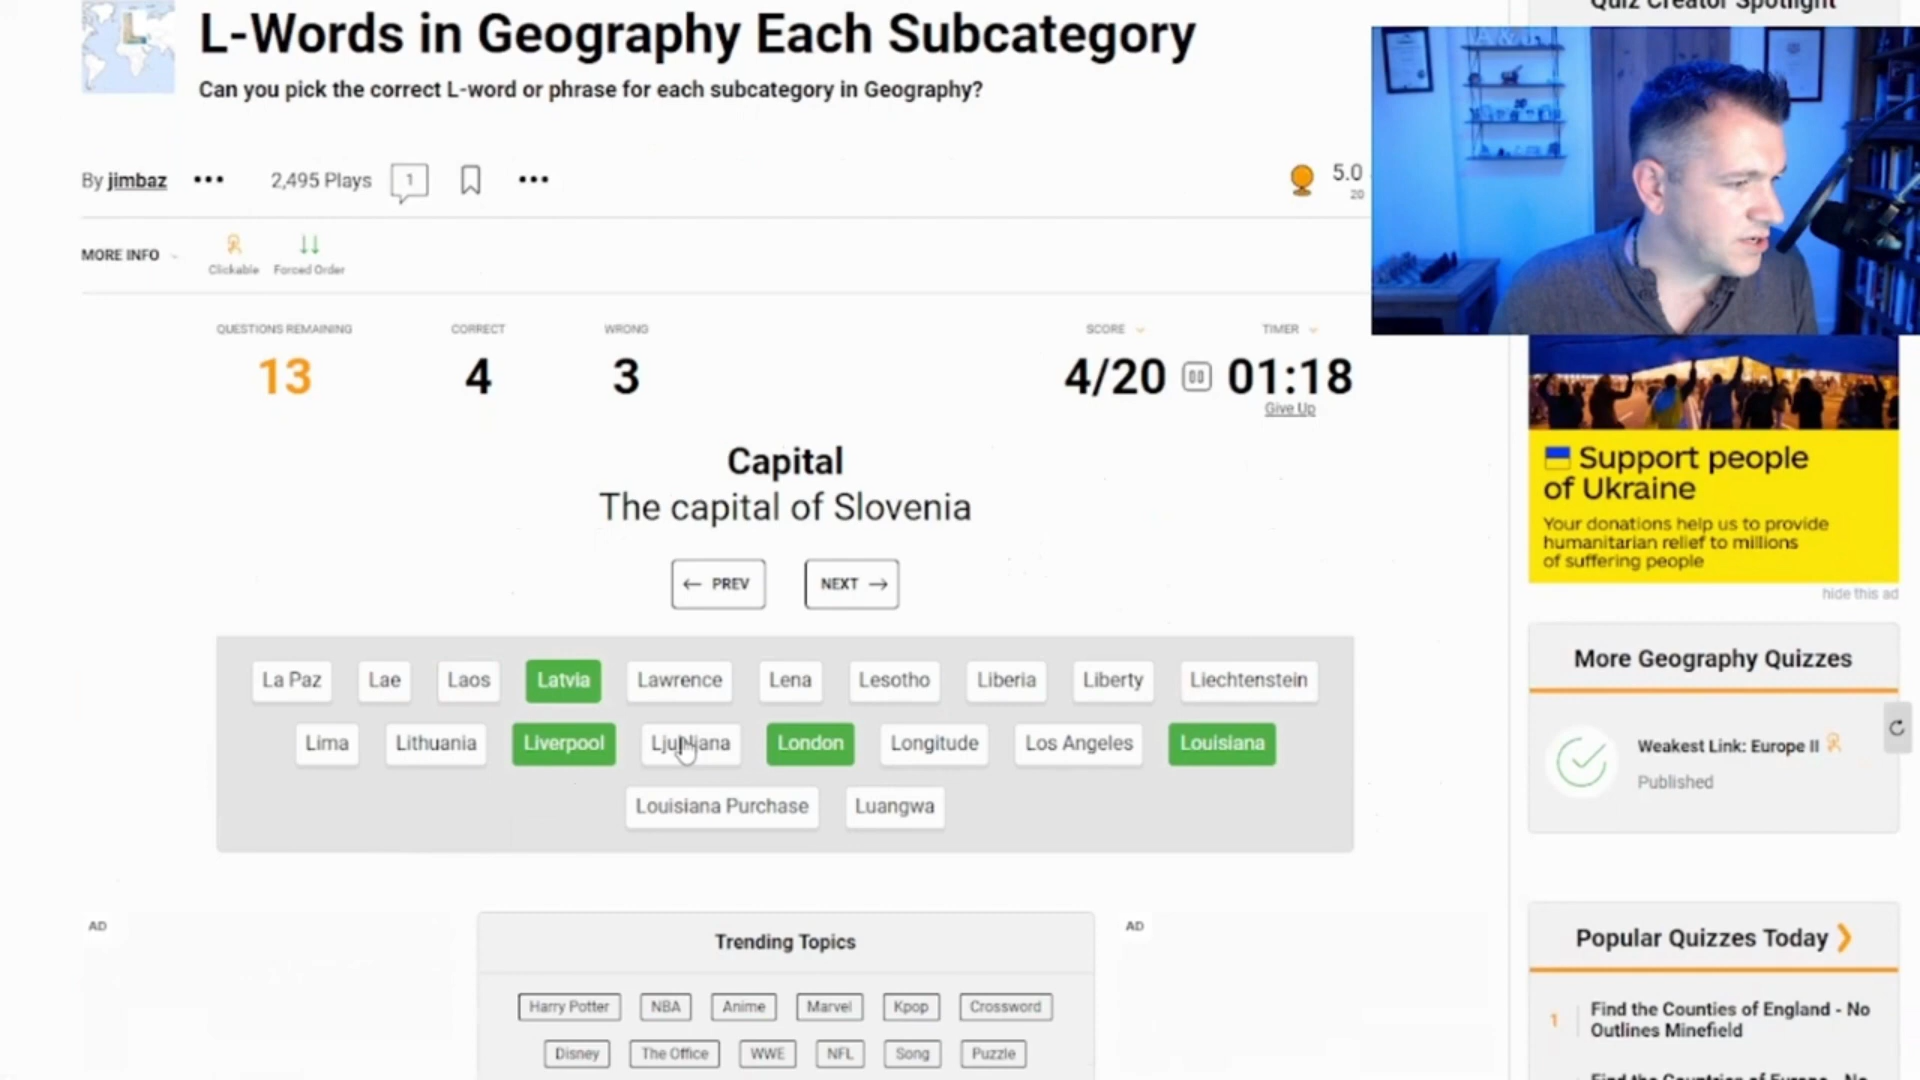 Quiz Creator Spotlight
L-Words in Geography Each Subcategory
Can you pick the correct L-word or phrase for each subcategory in Geography?
By jimbaz
2,495 Plays
1
5.0
20
MORE INFO
Clickable
Forced Order
QUESTIONS REMAINING
CORRECT
WRONG
SCORE
TIMER
13
4
3
4/20
01:18
Give Up
Capital
The capital of Slovenia
← PREV
NEXT →
La Paz
Lae
Laos
Latvia
Lawrence
Lena
Lesotho
Liberia
Liberty
Liechtenstein
Lima
Lithuania
Liverpool
London
Longitude
Los Angeles
Louisiana
Louisiana Purchase
Luangwa
AD
AD
Trending Topics
Harry Potter
NBA
Anime
Marvel
Kpop
Crossword
Disney
The Office
WWE
NFL
Song
Puzzle
Support people
of Ukraine
Your donations help us to provide
humanitarian relief to millions
of suffering people
hide this ad
More Geography Quizzes
Weakest Link: Europe II
Published
Popular Quizzes Today
1
Find the Counties of England - No
Outlines Minefield